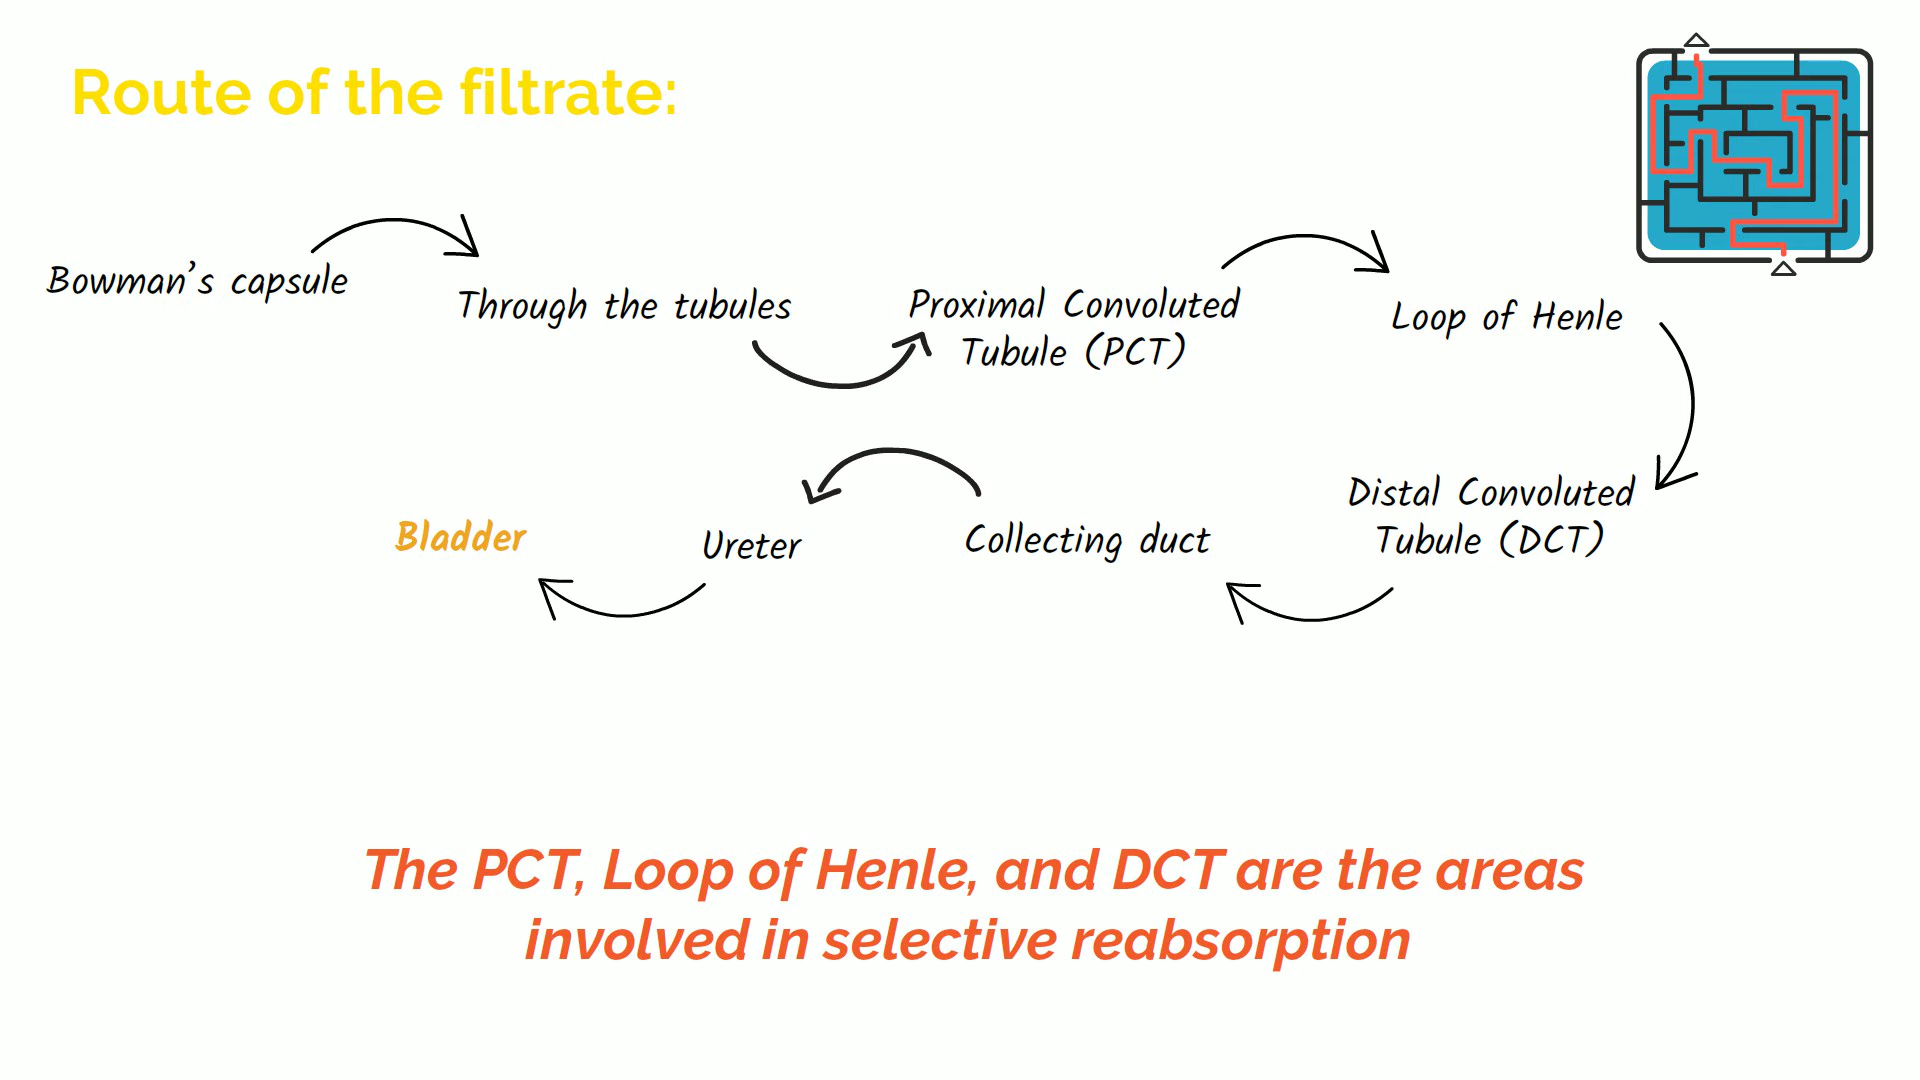 Route of the filtrate:
Bowman's capsule
Through the tubules
Proximal Convoluted
Tubule (PCT)
Loop of Henle
Distal Convoluted
Tubule (DCT)
Collecting duct
Ureter
Bladder
The PCT, Loop of Henle, and DCT are the areas
involved in selective reabsorption